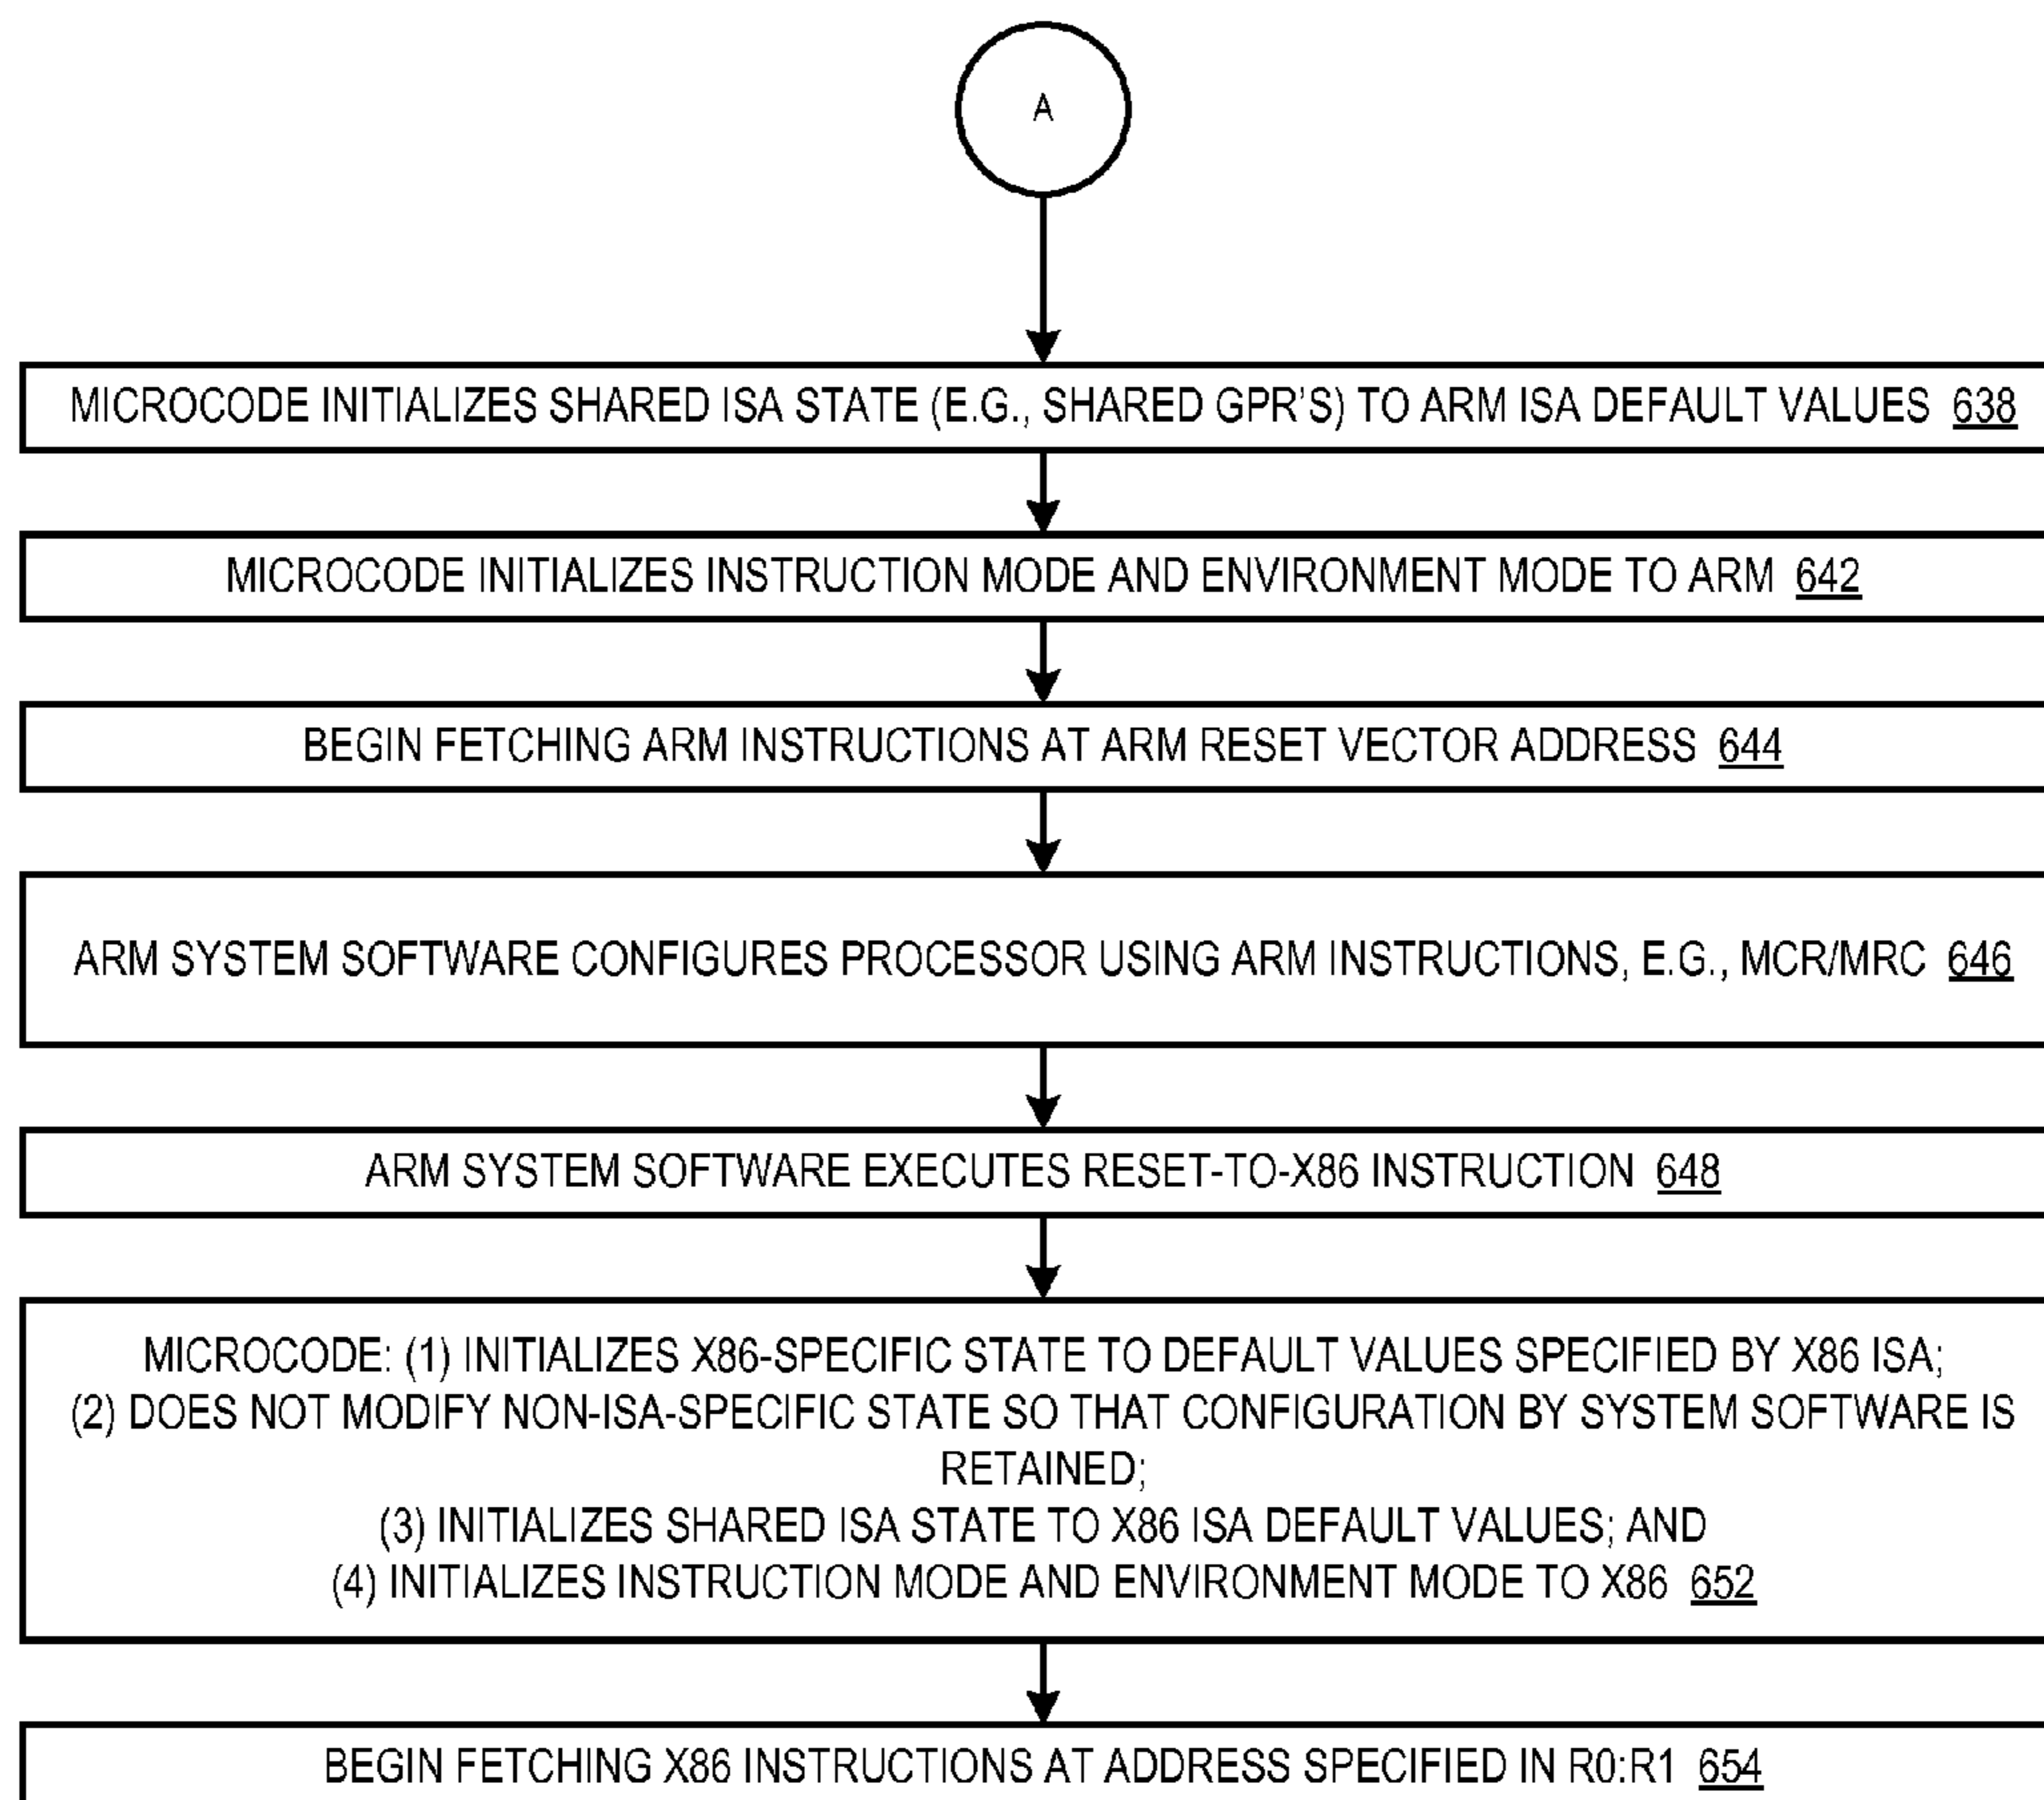 A
MICROCODE INITIALIZES SHARED ISA STATE (E.G., SHARED GPR'S) TO ARM ISA DEFAULT VALUES 638
MICROCODE INITIALIZES INSTRUCTION MODE AND ENVIRONMENT MODE TO ARM 642
BEGIN FETCHING ARM INSTRUCTIONS AT ARM RESET VECTOR ADDRESS 644
ARM SYSTEM SOFTWARE CONFIGURES PROCESSOR USING ARM INSTRUCTIONS, E.G., MCR/MRC 646
ARM SYSTEM SOFTWARE EXECUTES RESET-TO-X86 INSTRUCTION 648
MICROCODE: (1) INITIALIZES X86-SPECIFIC STATE TO DEFAULT VALUES SPECIFIED BY X86 ISA;
(2) DOES NOT MODIFY NON-ISA-SPECIFIC STATE SO THAT CONFIGURATION BY SYSTEM SOFTWARE IS
RETAINED;
(3) INITIALIZES SHARED ISA STATE TO X86 ISA DEFAULT VALUES; AND
(4) INITIALIZES INSTRUCTION MODE AND ENVIRONMENT MODE TO X86 652
BEGIN FETCHING X86 INSTRUCTIONS AT ADDRESS SPECIFIED IN R0:R1 654